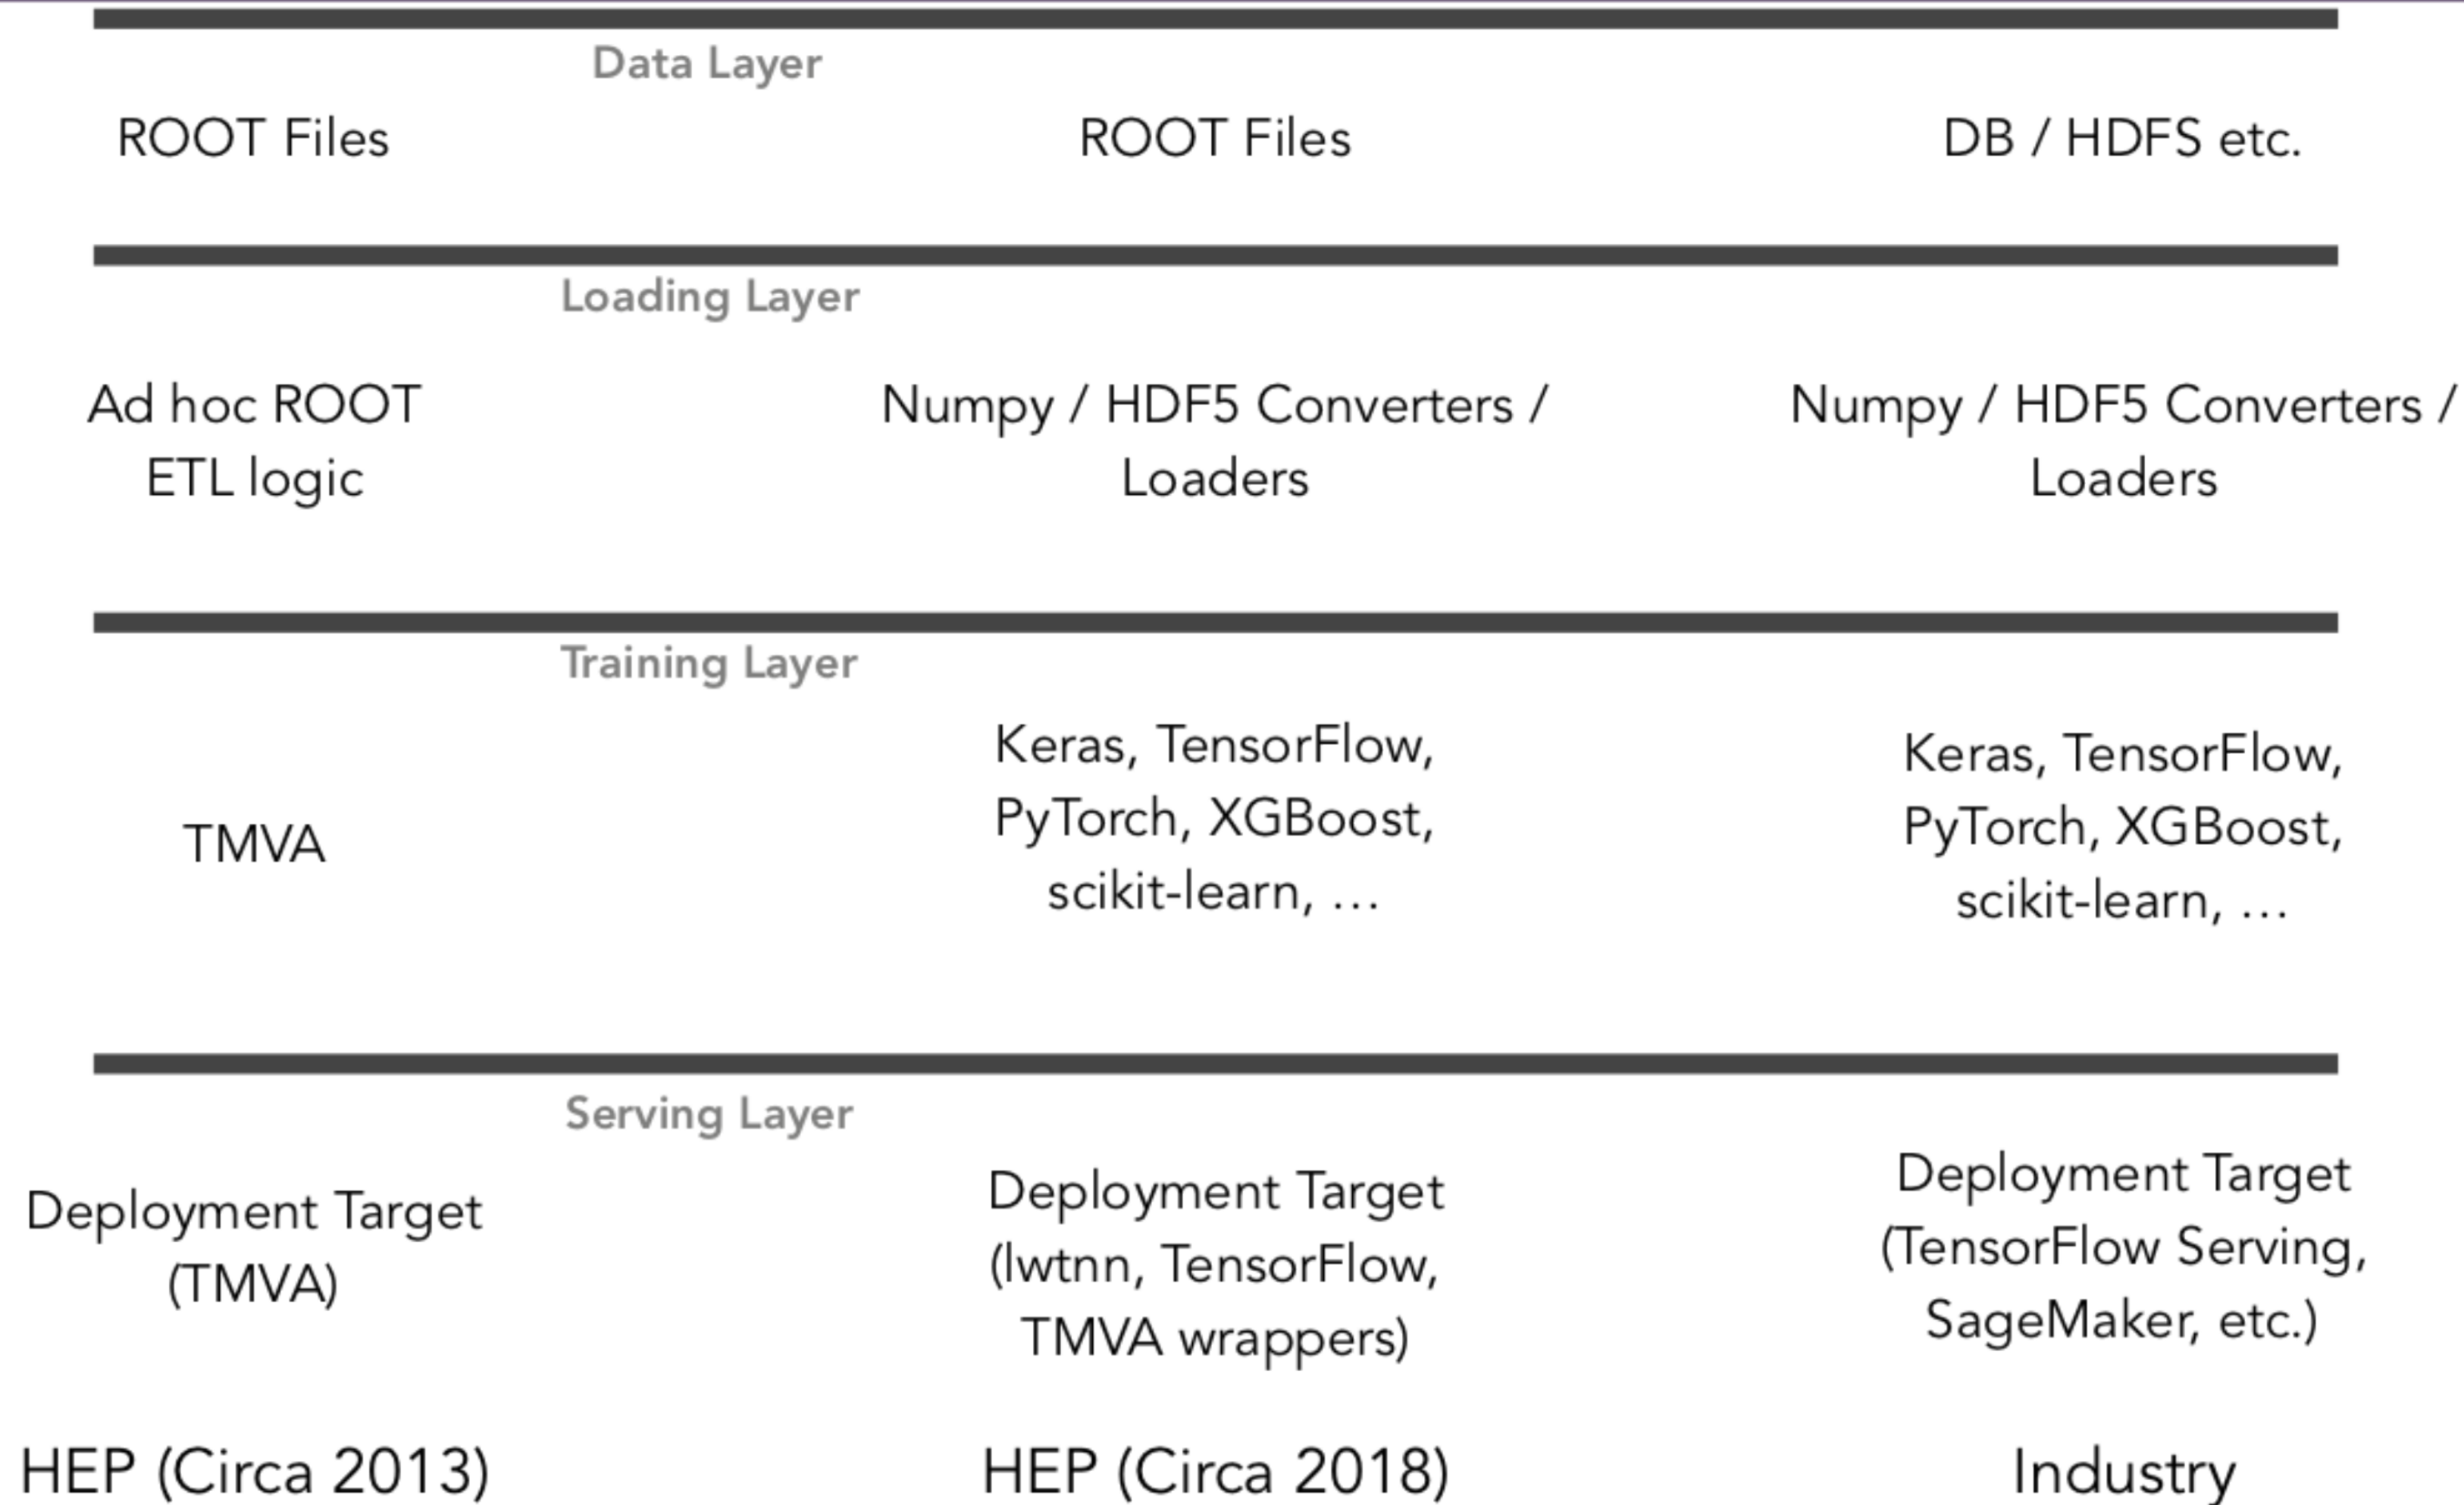 Data Layer
ROOT Files
ROOT Files
DB / HDFS etc.
Loading Layer
Ad hoc ROOT
ETL logic
Numpy / HDF5 Converters /
Loaders
Numpy / HDF5 Converters /
Loaders
Training Layer
TMVA
Keras, TensorFlow,
PyTorch, XGBoost,
scikit-learn, …
Keras, TensorFlow,
PyTorch, XGBoost,
scikit-learn, …
Serving Layer
Deployment Target
(TMVA)
Deployment Target
(lwtnn, TensorFlow,
TMVA wrappers)
Deployment Target
(TensorFlow Serving,
SageMaker, etc.)
HEP (Circa 2013)
HEP (Circa 2018)
Industry